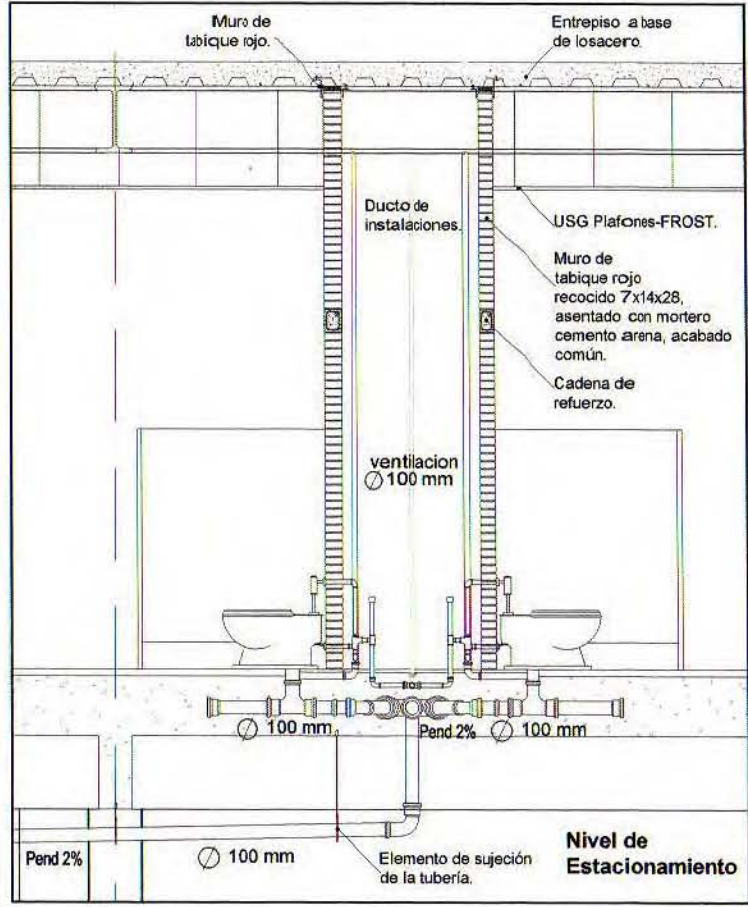 Muro de
tabique rojo.
Entrepiso a base
de losacero.
Ducto de
instalaciones.
USG Plafones-FROST.
Muro de
tabique rojo
recocido 7x14x28,
asentado con mortero
cemento arena, acabado
común.
Cadena de
refuerzo.
ventilacion
∅ 100 mm
∅ 100 mm
Pend 2%
∅ 100 mm
Pend 2%
∅ 100 mm
Elemento de sujeción
de la tubería.
Nivel de
Estacionamiento